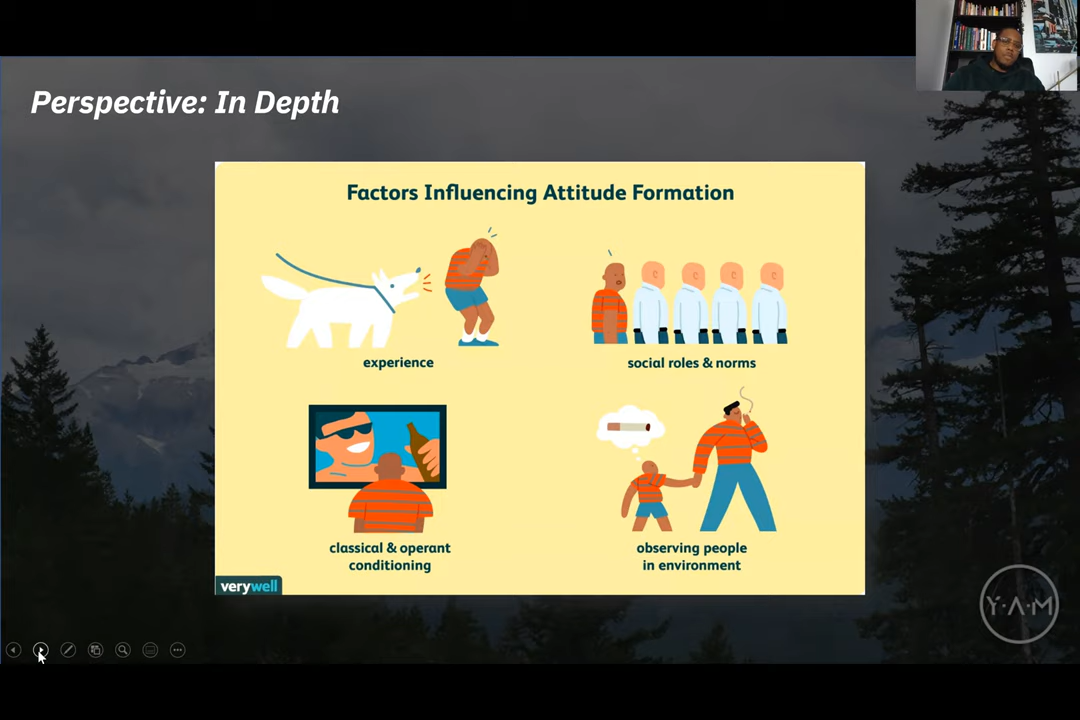 Perspective: In Depth
Factors Influencing Attitude Formation
experience
social roles & norms
classical & operant
conditioning
observing people
in environment
verywell
Y·A·M